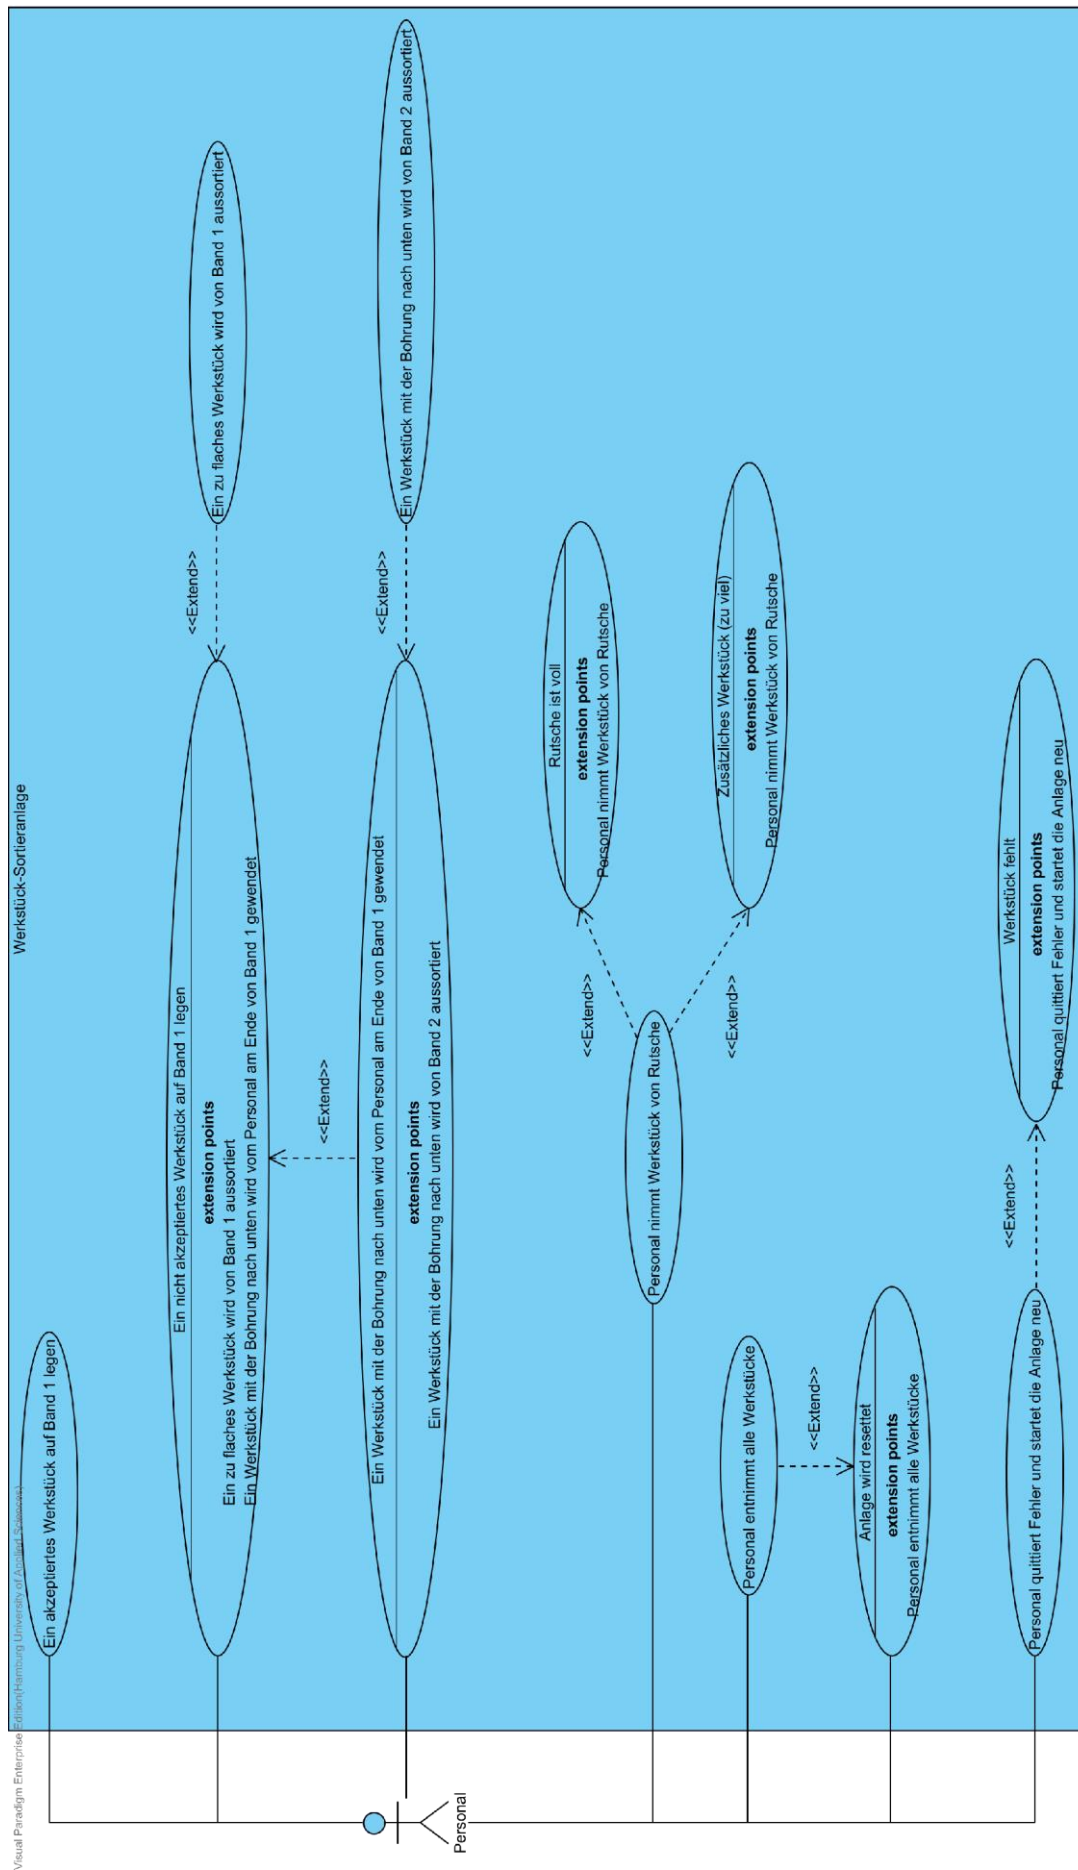 Visual Paradigm Enterprise Edition(Hamburg University of Applied Sciences)
Werkstück-Sortieranlage
Ein akzeptiertes Werkstück auf Band 1 legen
Ein nicht akzeptiertes Werkstück auf Band 1 legen
extension points
Ein zu flaches Werkstück wird von Band 1 aussortiert
Ein Werkstück mit der Bohrung nach unten wird vom Personal am Ende von Band 1 gewendet
<<Extend>>
Ein zu flaches Werkstück wird von Band 1 aussortiert
<<Extend>>
Ein Werkstück mit der Bohrung nach unten wird vom Personal am Ende von Band 1 gewendet
extension points
Ein Werkstück mit der Bohrung nach unten wird von Band 2 aussortiert
<<Extend>>
Ein Werkstück mit der Bohrung nach unten wird von Band 2 aussortiert
Personal
Personal nimmt Werkstück von Rutsche
<<Extend>>
Rutsche ist voll
extension points
Personal nimmt Werkstück von Rutsche
<<Extend>>
Zusätzliches Werkstück (zu viel)
extension points
Personal nimmt Werkstück von Rutsche
Personal entnimmt alle Werkstücke
<<Extend>>
Anlage wird resettet
extension points
Personal entnimmt alle Werkstücke
Personal quittiert Fehler und startet die Anlage neu
<<Extend>>
Werkstück fehlt
extension points
Personal quittiert Fehler und startet die Anlage neu